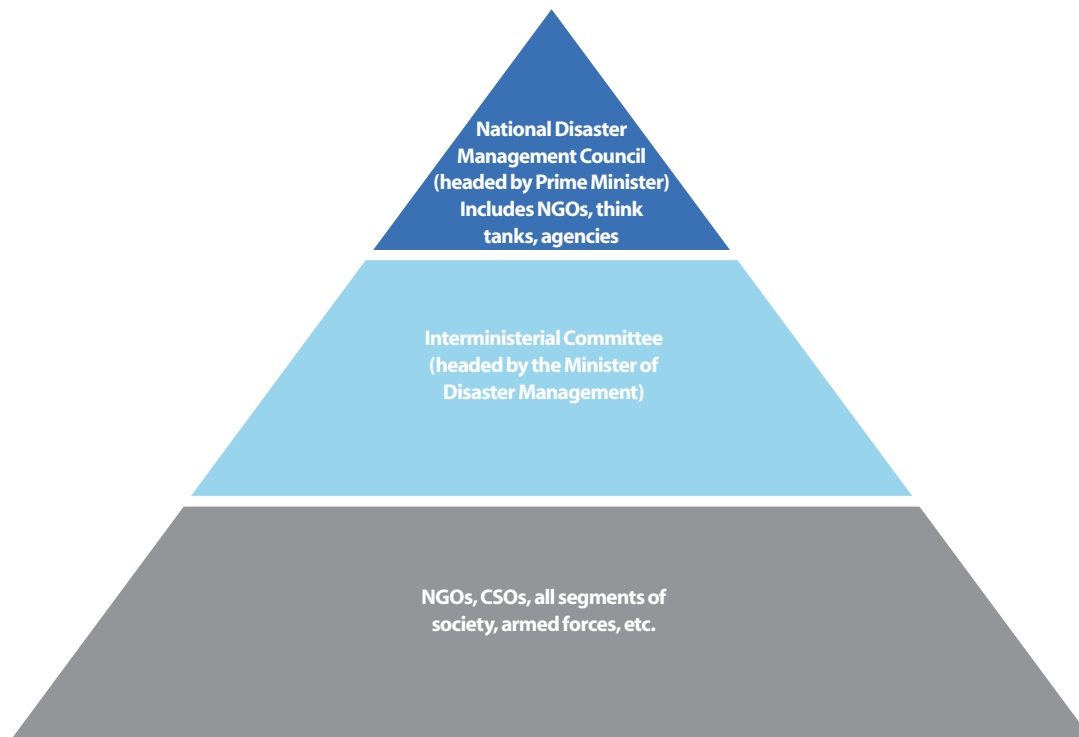 National Disaster
Management Council
(headed by Prime Minister)
Includes NGOs, think
tanks, agencies
Interministerial Committee
(headed by the Minister of
Disaster Management)
NGOs, CSOs, all segments of
society, armed forces, etc.